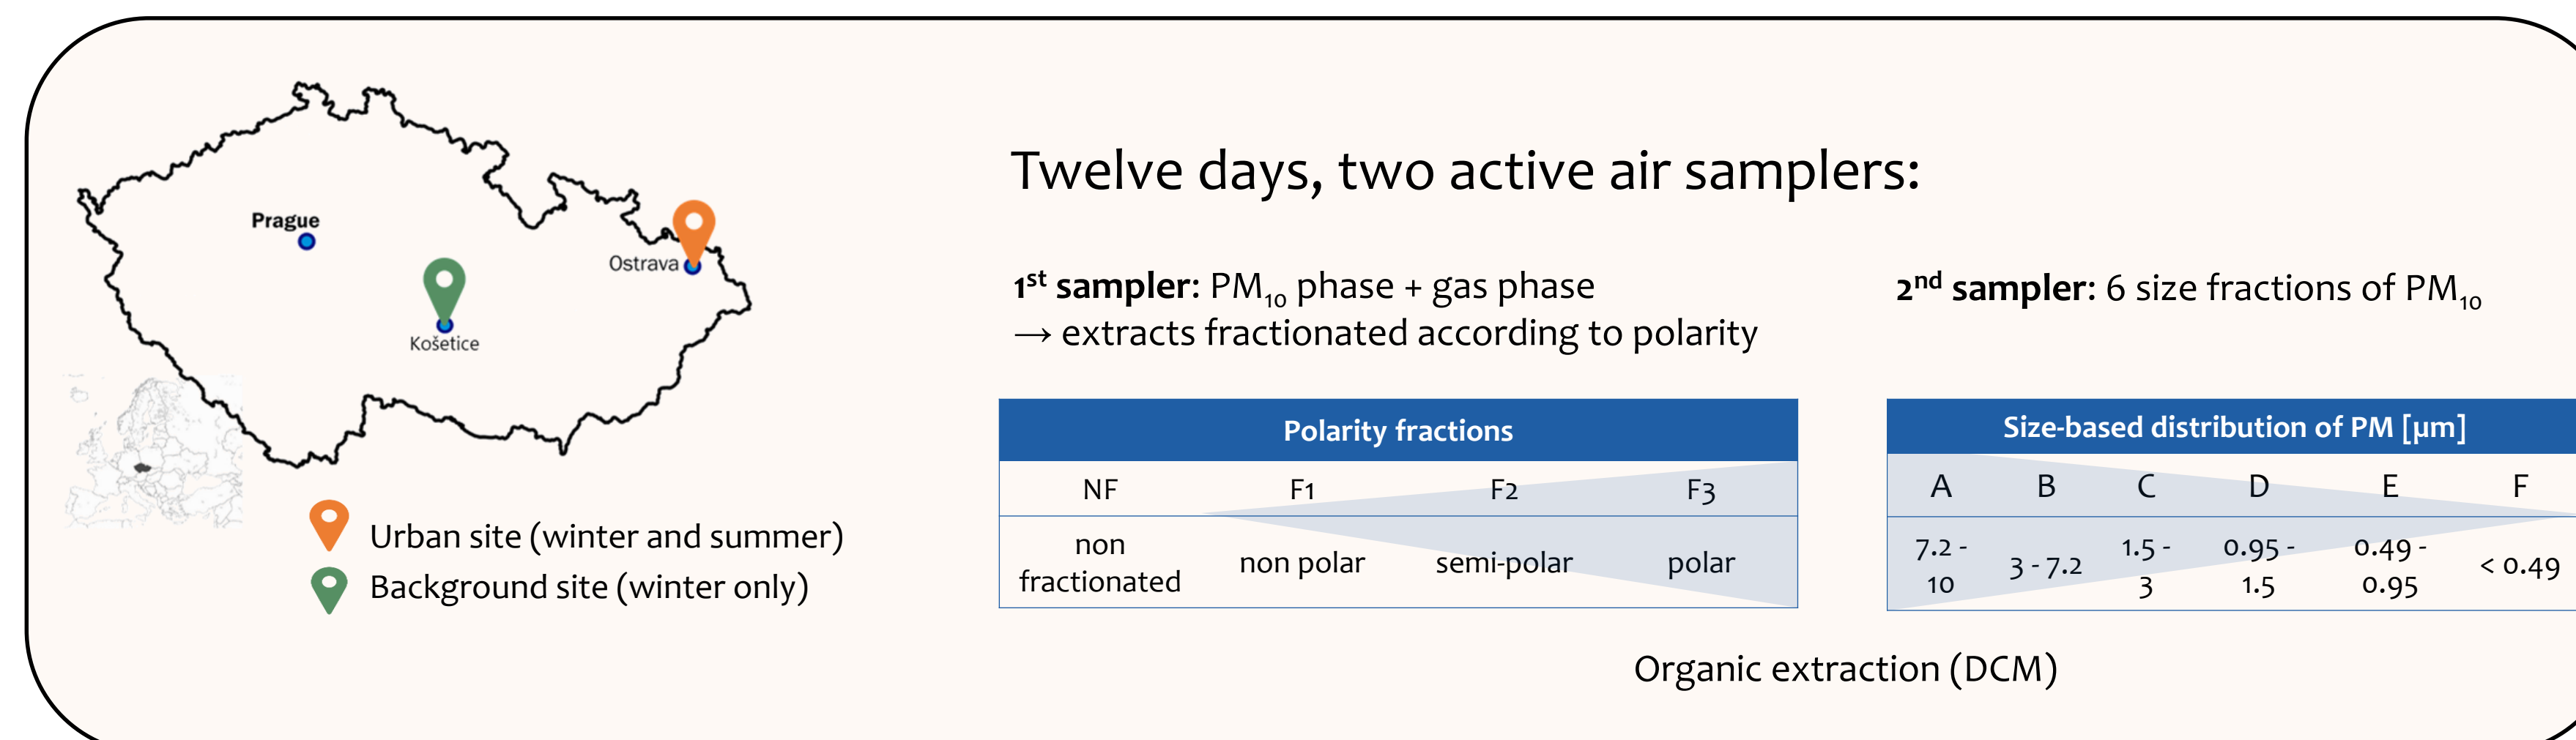 Prague
Ostrava
Košetice
Urban site (winter and summer)
Background site (winter only)
Twelve days, two active air samplers:
1st sampler: PM10 phase + gas phase
→ extracts fractionated according to polarity
2nd sampler: 6 size fractions of PM10
Polarity fractions
NF F1 F2 F3
non fractionated non polar semi-polar polar
Size-based distribution of PM [µm]
A B C D E F
7.2 - 10 3 - 7.2 1.5 - 3 0.95 - 1.5 0.49 - 0.95 < 0.49
Organic extraction (DCM)